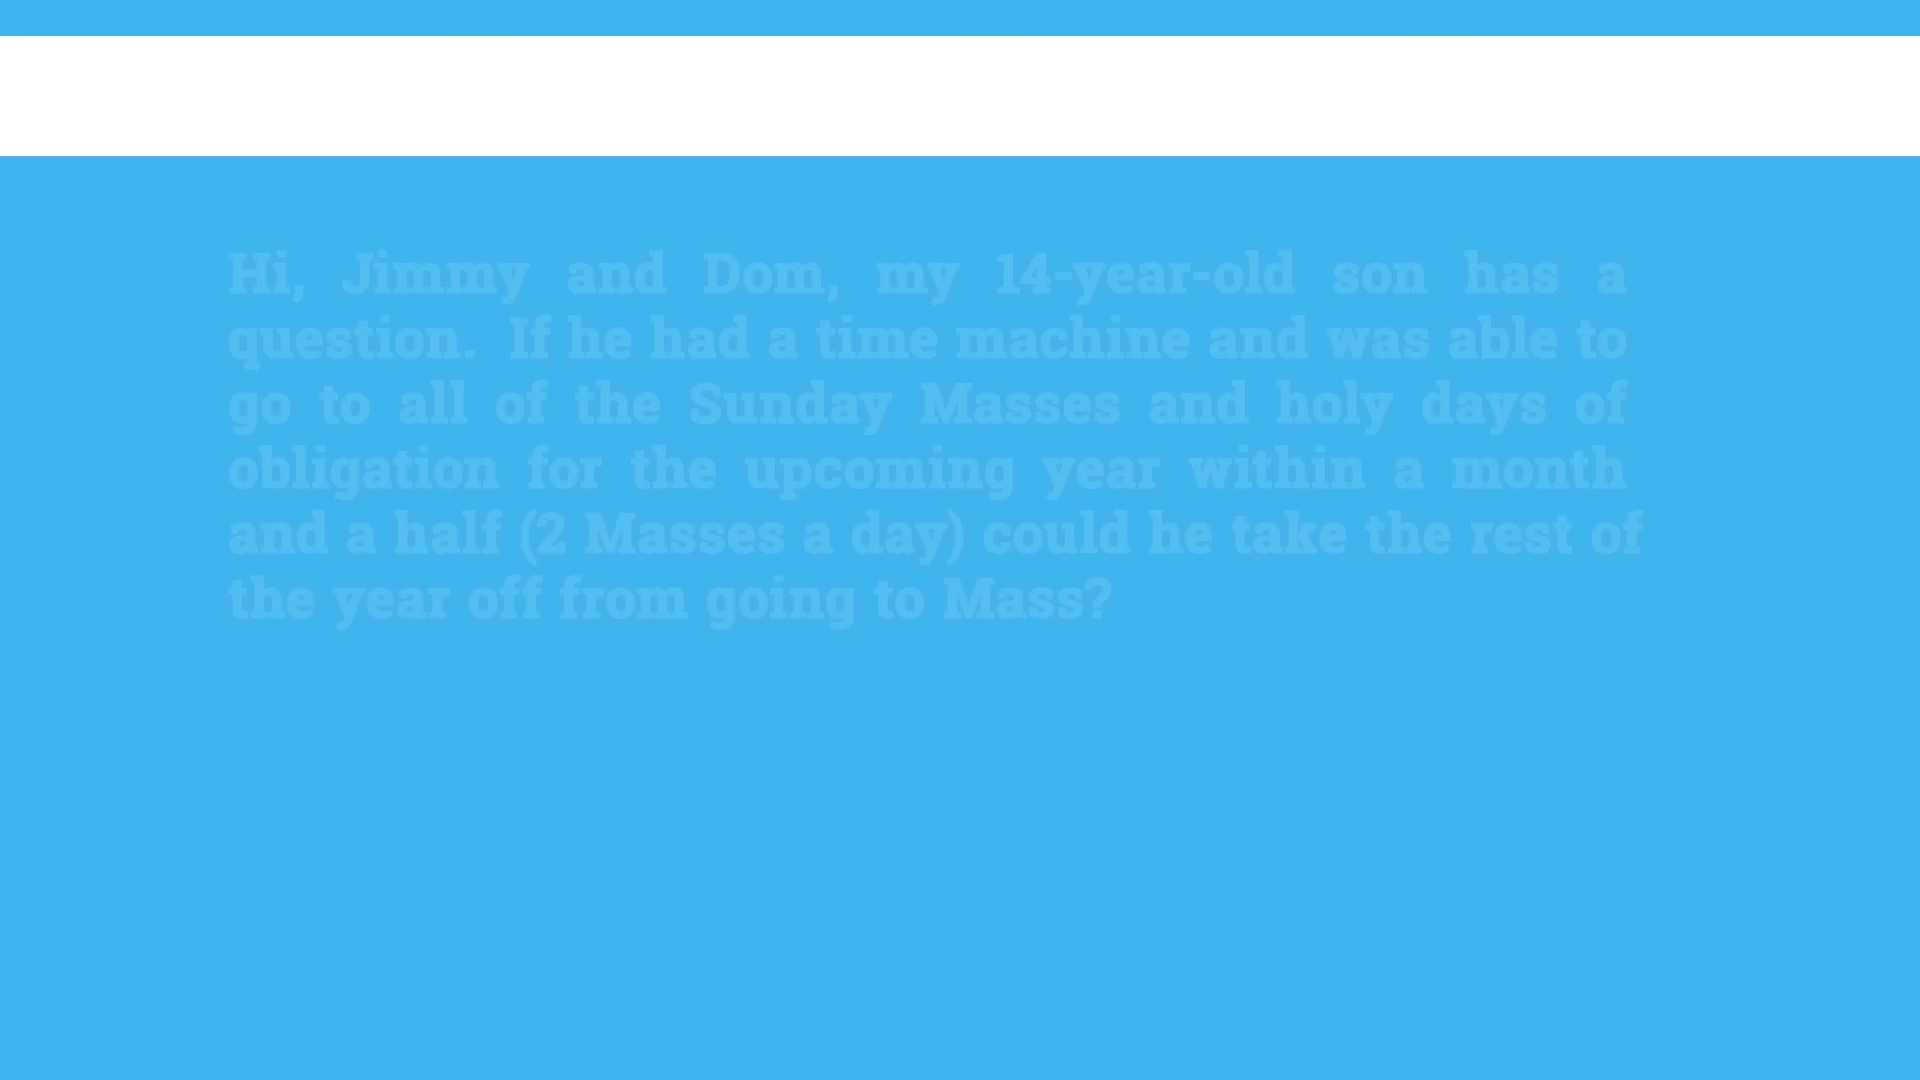 Hi, Jimmy and Dom, my 14-year-old son has a
question. If he had a time machine and was able to
go to all of the Sunday Masses and holy days of
obligation for the upcoming year within a month
and a half (2 Masses a day) could he take the rest of
the year off from going to Mass?